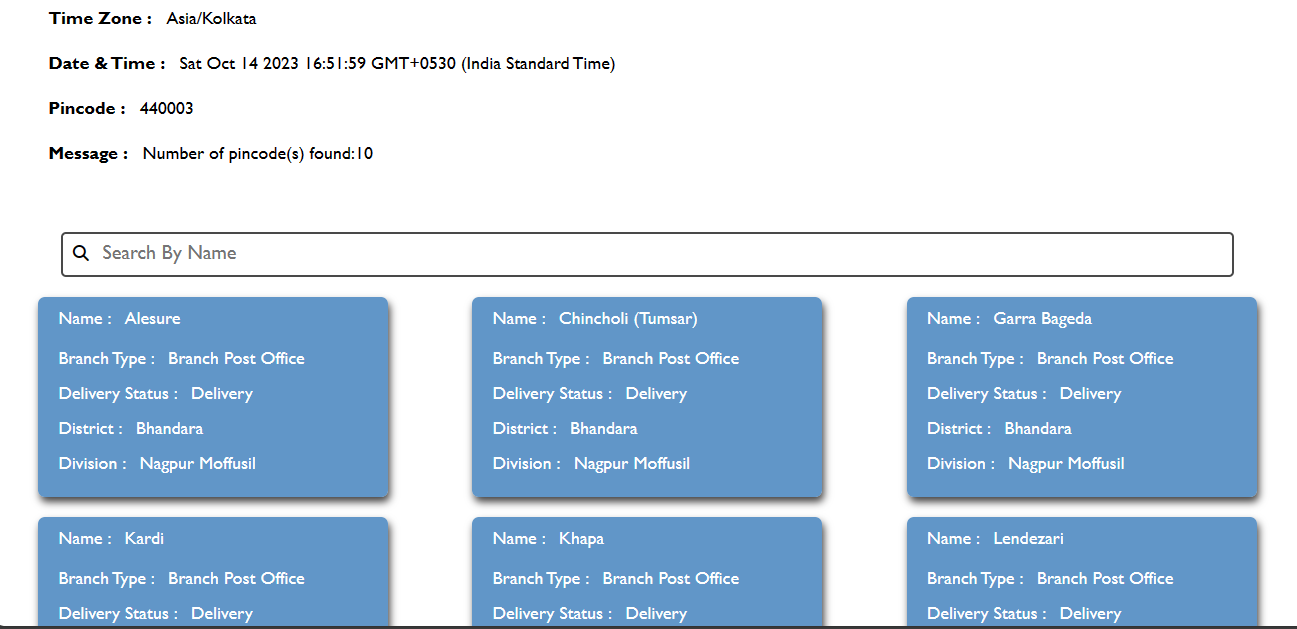 Time Zone : Asia/Kolkata
Date & Time : Sat Oct 14 2023 16:51:59 GMT+0530 (India Standard Time)
Pincode : 440003
Message : Number of pincode(s) found:10
Search By Name
Name : Alesure
Branch Type : Branch Post Office
Delivery Status : Delivery
District : Bhandara
Division : Nagpur Moffusil
Name : Chincholi (Tumsar)
Branch Type : Branch Post Office
Delivery Status : Delivery
District : Bhandara
Division : Nagpur Moffusil
Name : Garra Bageda
Branch Type : Branch Post Office
Delivery Status : Delivery
District : Bhandara
Division : Nagpur Moffusil
Name : Kardi
Branch Type : Branch Post Office
Delivery Status : Delivery
Name : Khapa
Branch Type : Branch Post Office
Delivery Status : Delivery
Name : Lendezari
Branch Type : Branch Post Office
Delivery Status : Delivery